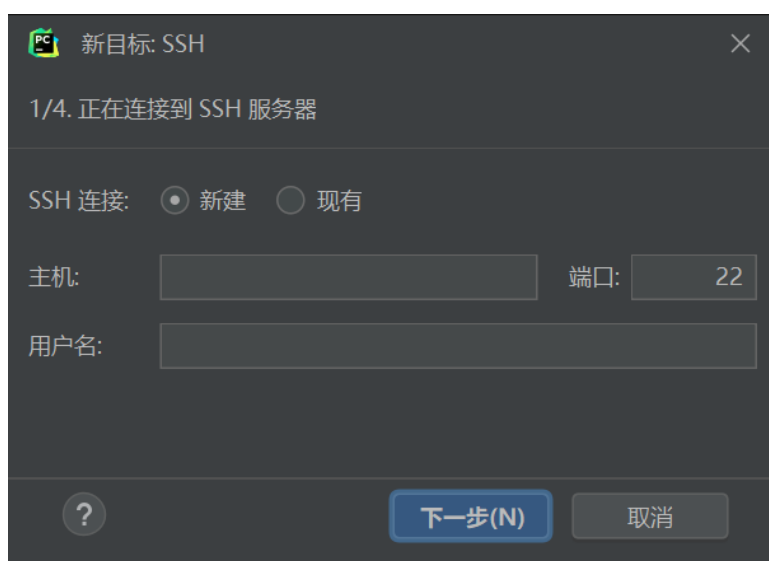 PC 新目标: SSH
1/4. 正在连接到 SSH 服务器
SSH 连接: 新建 现有
主机: 端口: 22
用户名:
? 下一步(N) 取消